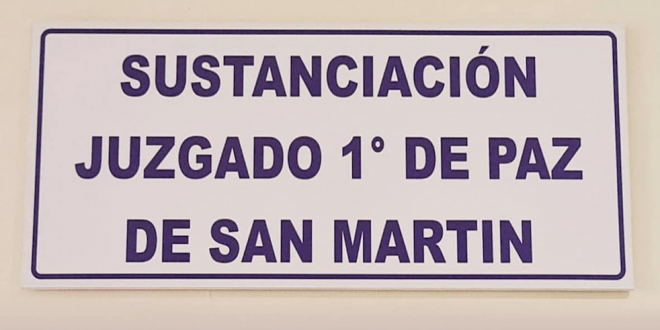 SUSTANCIACIÓN
JUZGADO 1° DE PAZ
DE SAN MARTIN